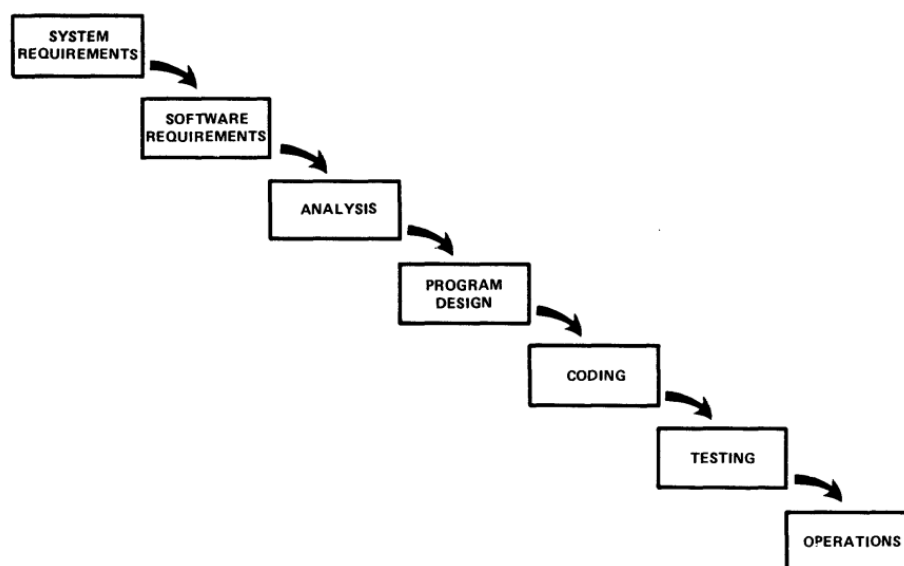 SYSTEM
REQUIREMENTS
SOFTWARE
REQUIREMENTS
ANALYSIS
PROGRAM
DESIGN
CODING
TESTING
OPERATIONS